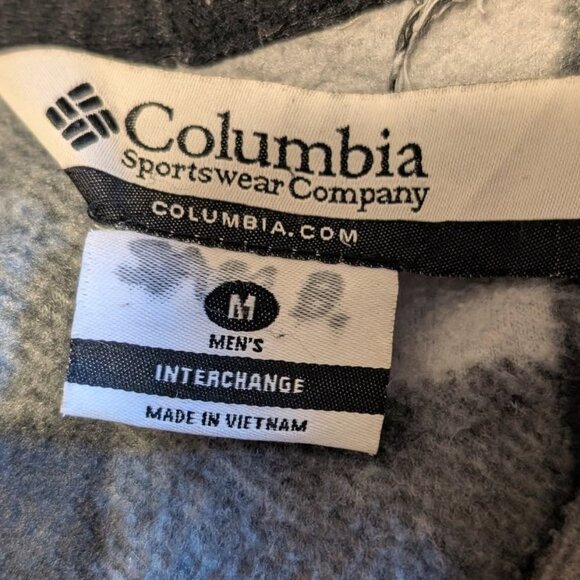 Columbia
Sportswear Company
COLUMBIA.COM
B.
M
MEN'S
INTERCHANGE
MADE IN VIETNAM